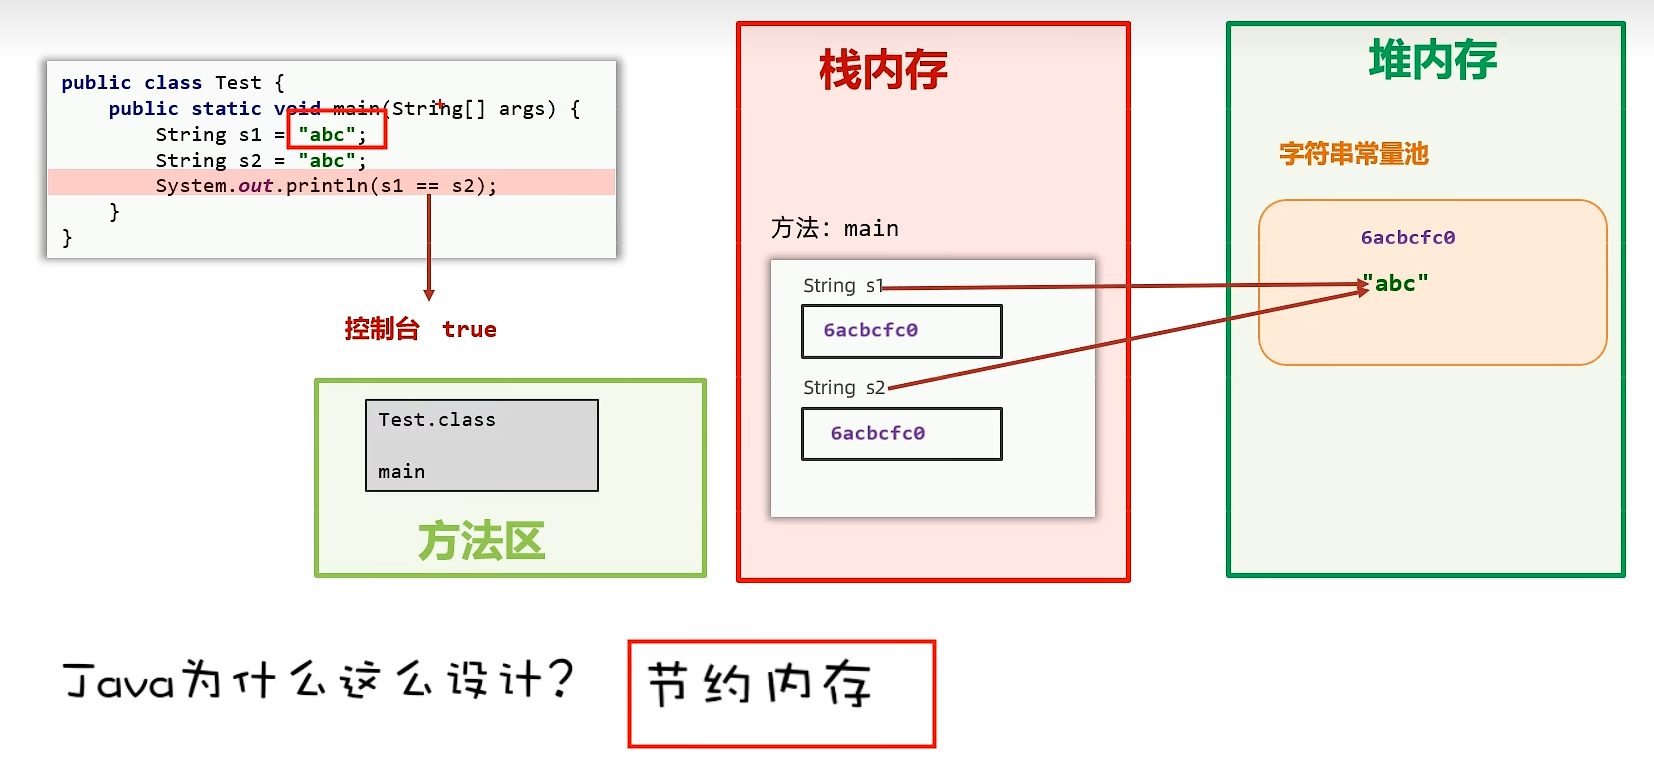 public class Test {
public static void main(String[] args) {
String s1 = "abc";
String s2 = "abc";
System.out.println(s1 == s2);
}
}
控制台 true
Test.class
main
方法区
栈内存
方法：main
String s1
6acbcfc0
String s2
6acbcfc0
堆内存
字符串常量池
6acbcfc0
"abc"
Java为什么这么设计？
节约内存